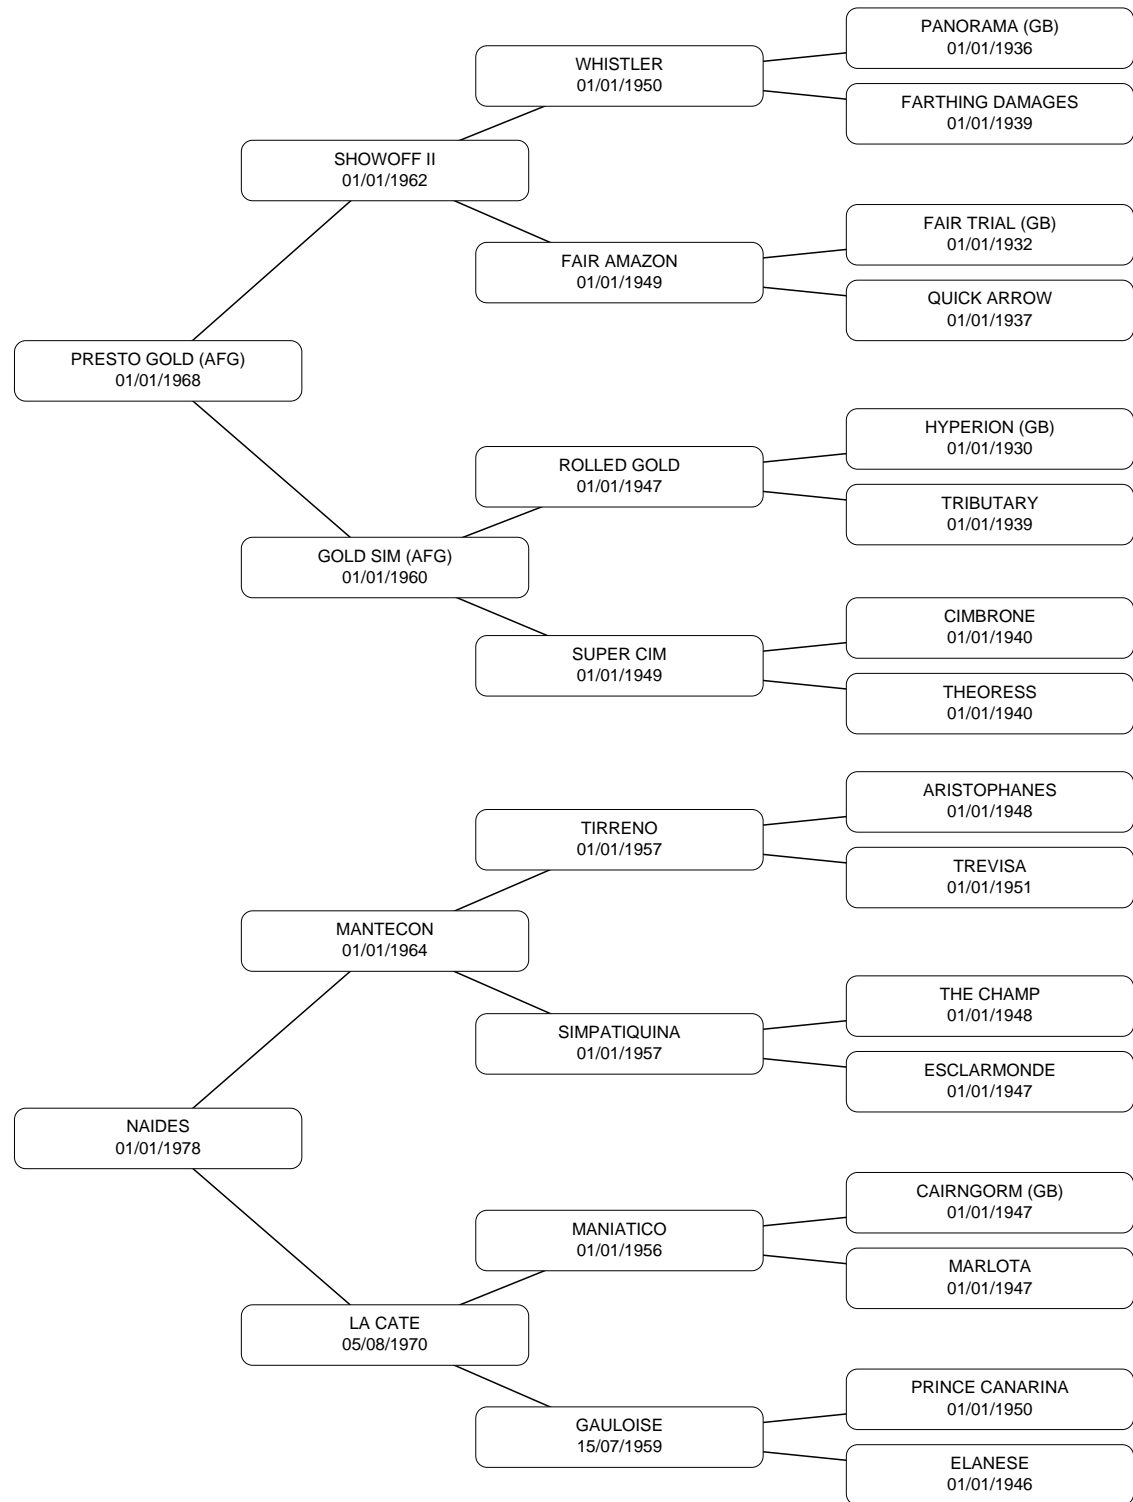 PANORAMA (GB)
01/01/1936
WHISTLER
01/01/1950
FARTHING DAMAGES
01/01/1939
SHOWOFF II
01/01/1962
FAIR TRIAL (GB)
01/01/1932
FAIR AMAZON
01/01/1949
QUICK ARROW
01/01/1937
PRESTO GOLD (AFG)
01/01/1968
HYPERION (GB)
01/01/1930
ROLLED GOLD
01/01/1947
TRIBUTARY
01/01/1939
GOLD SIM (AFG)
01/01/1960
CIMBRONE
01/01/1940
SUPER CIM
01/01/1949
THEORESS
01/01/1940
ARISTOPHANES
01/01/1948
TIRRENO
01/01/1957
TREVISA
01/01/1951
MANTECON
01/01/1964
THE CHAMP
01/01/1948
SIMPATIQUINA
01/01/1957
ESCLARMONDE
01/01/1947
NAIDES
01/01/1978
CAIRNGORM (GB)
01/01/1947
MANIATICO
01/01/1956
MARLOTA
01/01/1947
LA CATE
05/08/1970
PRINCE CANARINA
01/01/1950
GAULOISE
15/07/1959
ELANESE
01/01/1946